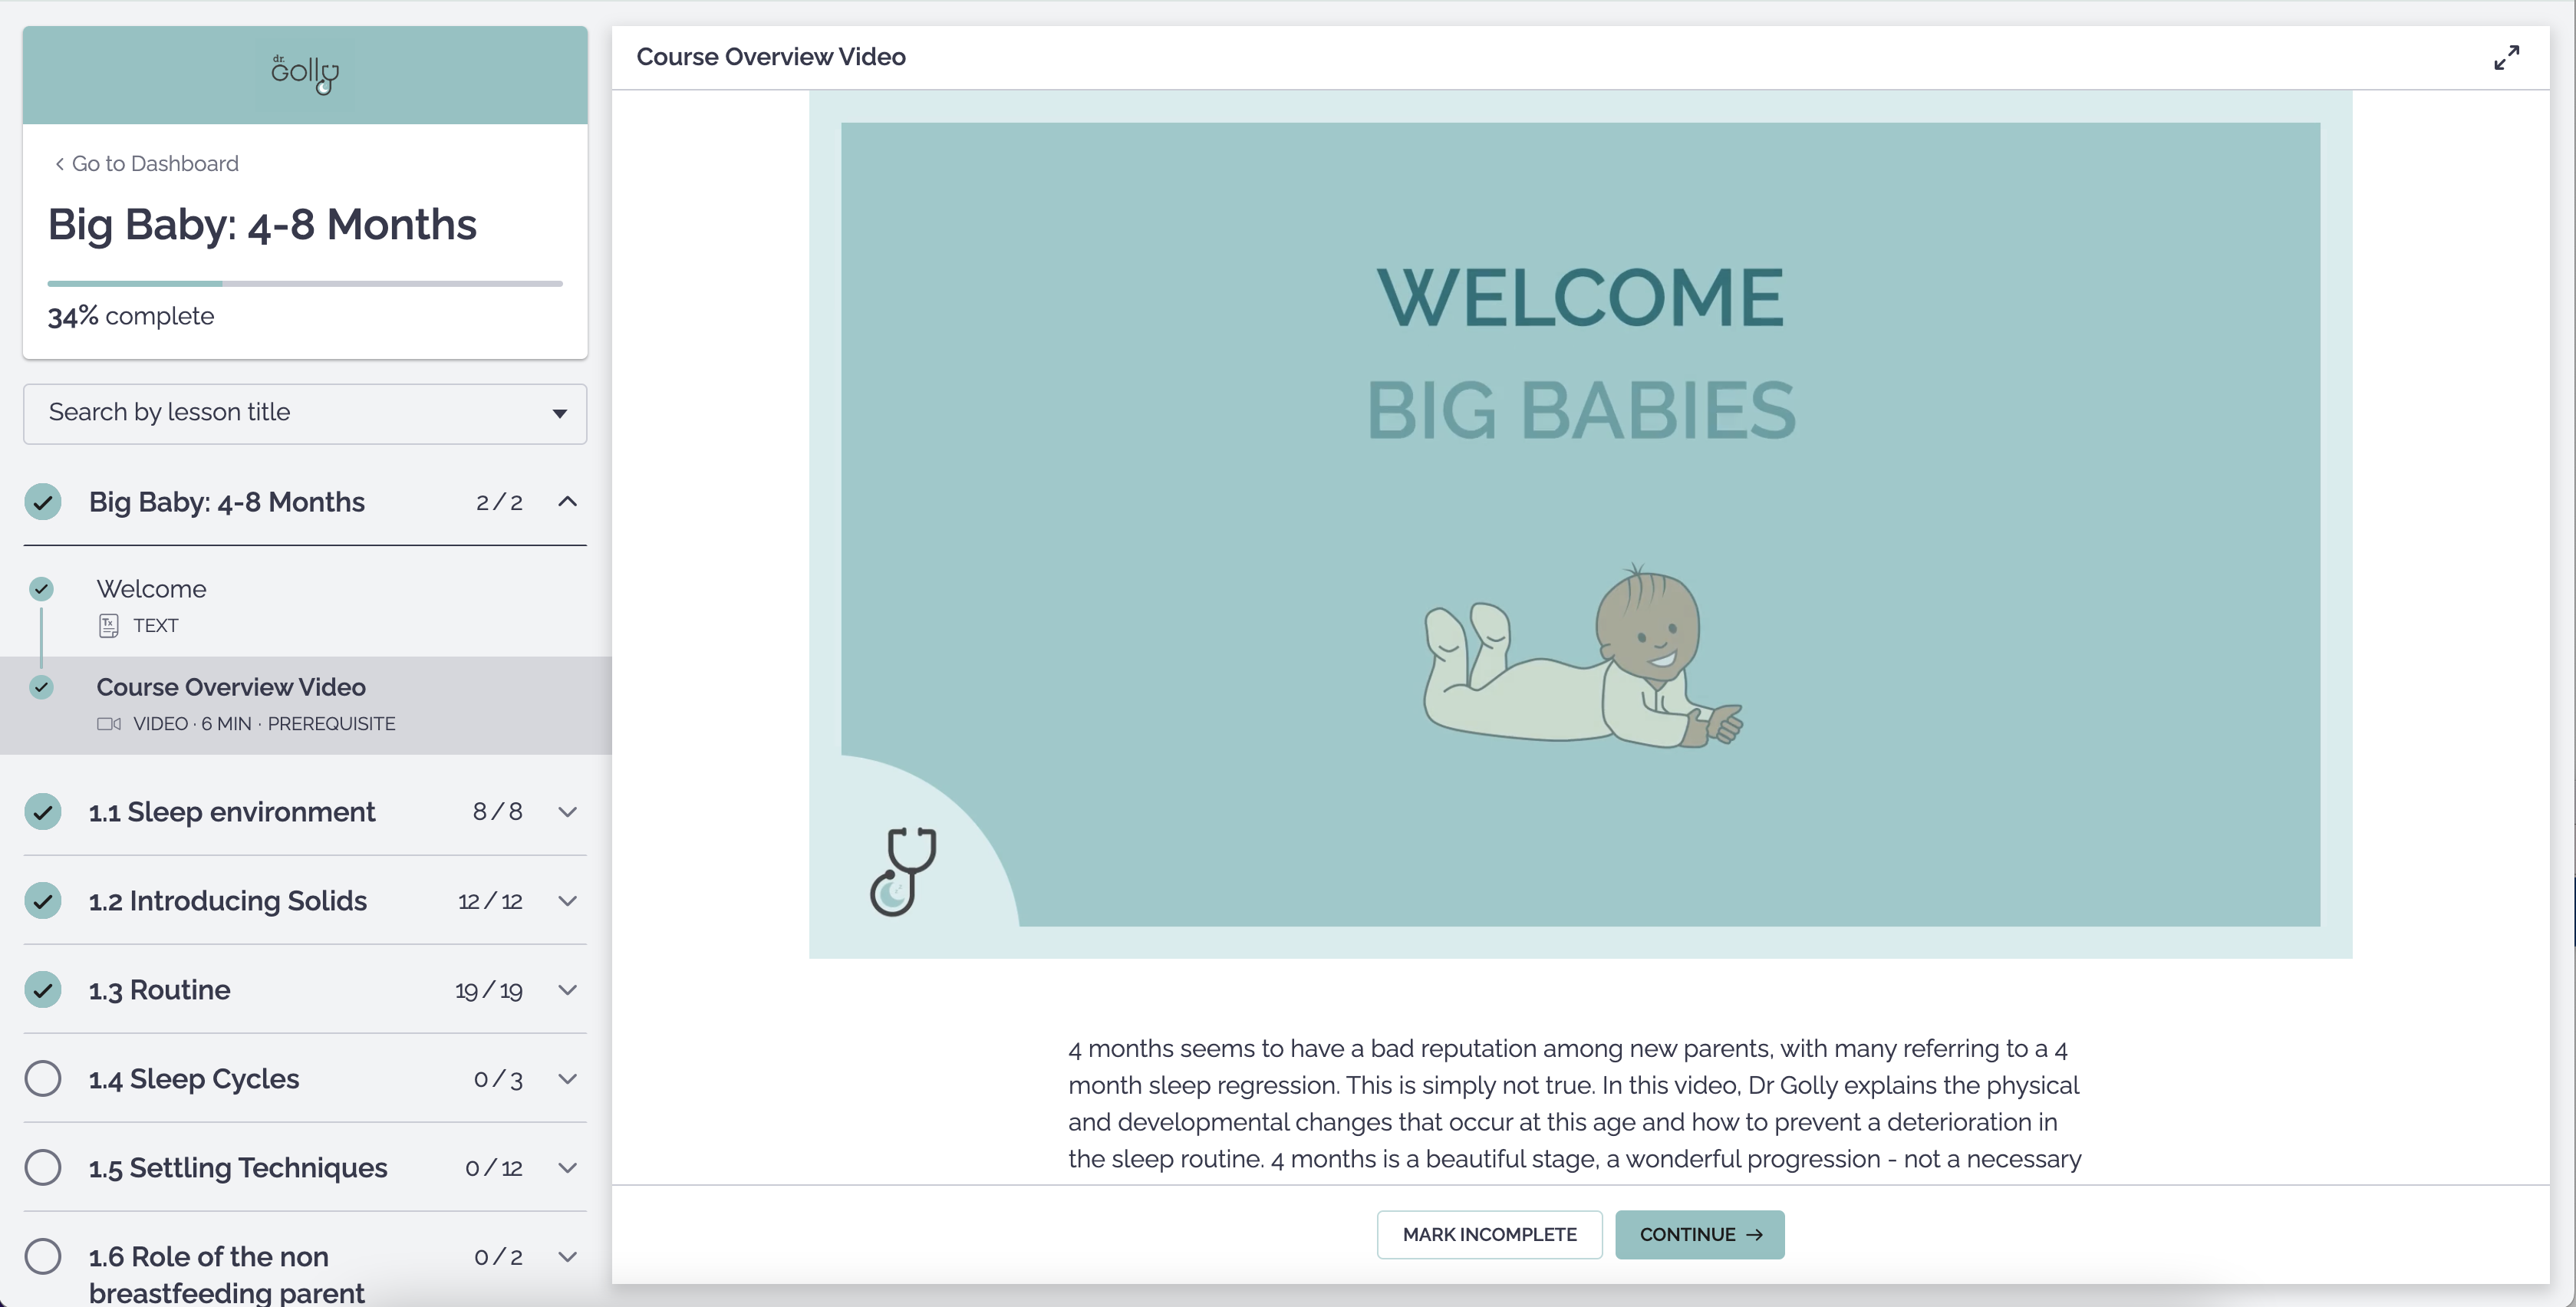 dr.
Golly
Go to Dashboard
Big Baby: 4-8 Months
34% complete
Search by lesson title
Big Baby: 4-8 Months 2 / 2
Welcome
TEXT
Course Overview Video
VIDEO · 6 MIN · PREREQUISITE
1.1 Sleep environment 8 / 8
1.2 Introducing Solids 12 / 12
1.3 Routine 19 / 19
1.4 Sleep Cycles 0 / 3
1.5 Settling Techniques 0 / 12
1.6 Role of the non 0 / 2
breastfeeding parent
Course Overview Video
WELCOME
BIG BABIES
4 months seems to have a bad reputation among new parents, with many referring to a 4
month sleep regression. This is simply not true. In this video, Dr Golly explains the physical
and developmental changes that occur at this age and how to prevent a deterioration in
the sleep routine. 4 months is a beautiful stage, a wonderful progression - not a necessary
MARK INCOMPLETE
CONTINUE →